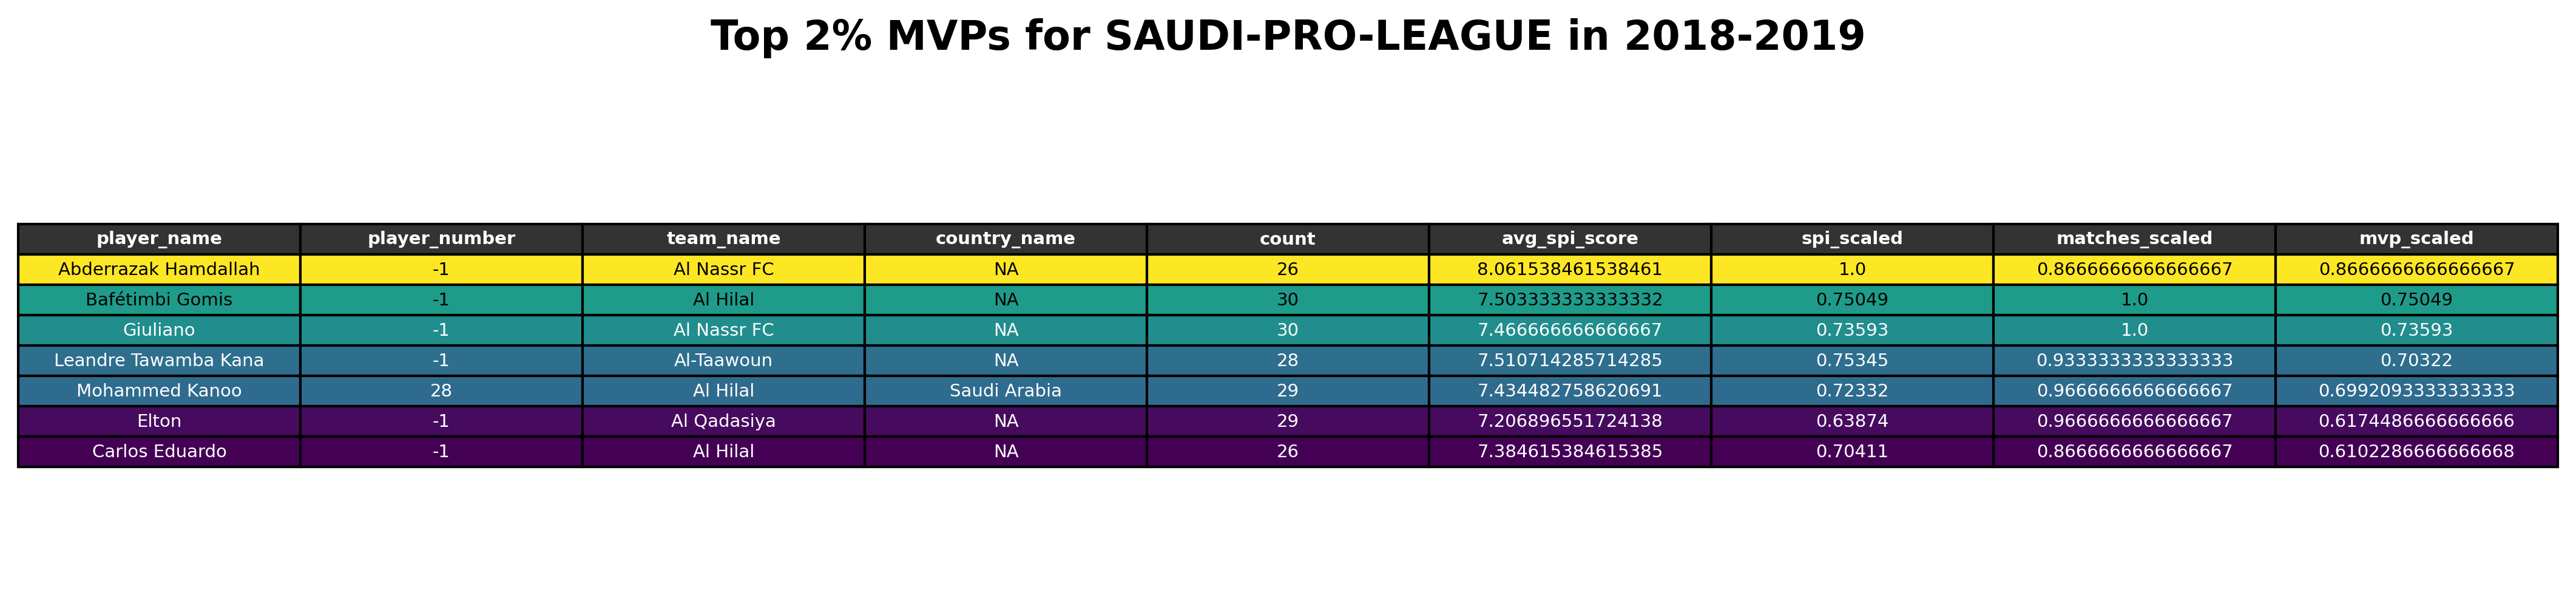 Top 2% MVPs for SAUDI-PRO-LEAGUE in 2018-2019
player_name player_number team_name country_name count avg_spi_score spi_scaled matches_scaled mvp_scaled
Abderrazak Hamdallah -1 Al Nassr FC NA 26 8.061538461538461 1.0 0.8666666666666667 0.8666666666666667
Bafétimbi Gomis -1 Al Hilal NA 30 7.503333333333332 0.75049 1.0 0.75049
Giuliano -1 Al Nassr FC NA 30 7.466666666666667 0.73593 1.0 0.73593
Leandre Tawamba Kana -1 Al-Taawoun NA 28 7.510714285714285 0.75345 0.9333333333333333 0.70322
Mohammed Kanoo 28 Al Hilal Saudi Arabia 29 7.434482758620691 0.72332 0.9666666666666667 0.6992093333333333
Elton -1 Al Qadasiya NA 29 7.206896551724138 0.63874 0.9666666666666667 0.6174486666666666
Carlos Eduardo -1 Al Hilal NA 26 7.384615384615385 0.70411 0.8666666666666667 0.6102286666666668